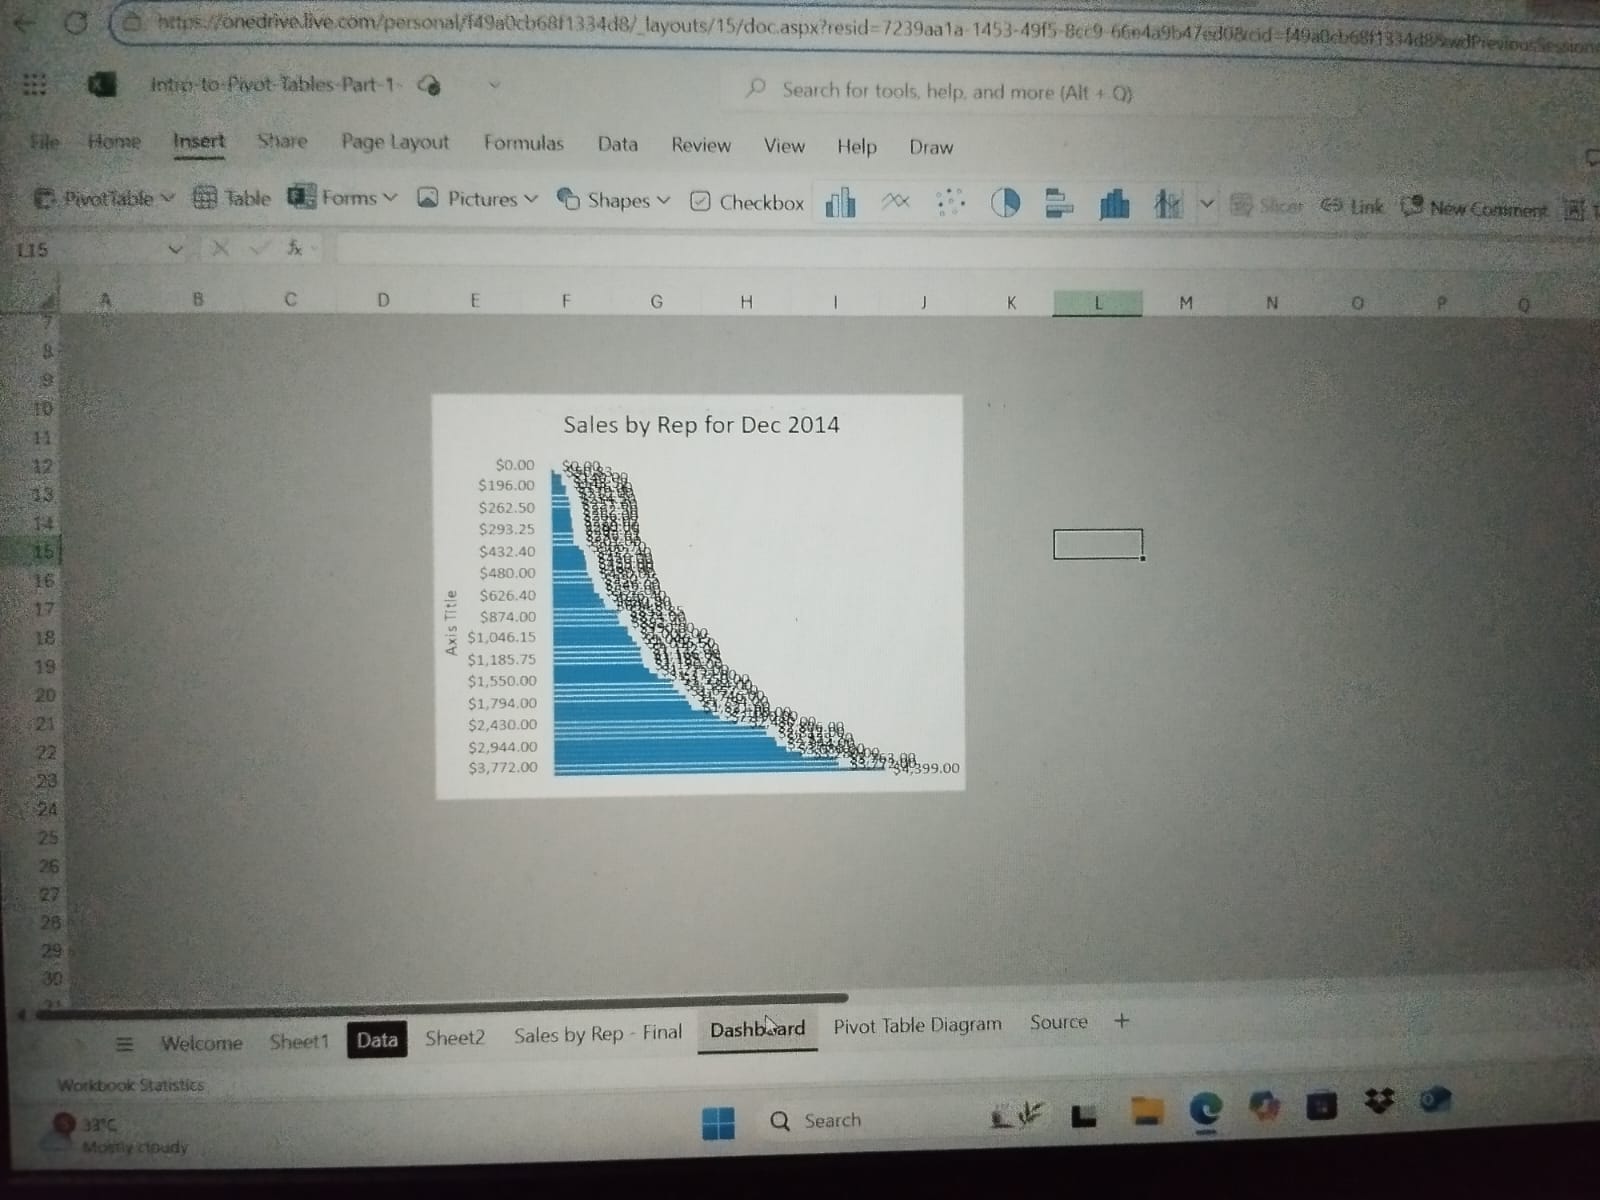 https://onedrive.live.com/personal/f49a0cb68f1334d8/_layouts/15/doc.aspx?resid=7239aa1a-1453-49f5-8cc9-66e4a9b47ed0&cid=f49a0cb68f1334d8&wdPreviousSession
Intro-to-Pivot-Tables-Part-1-
Search for tools, help, and more (Alt + Q)
File Home Insert Share Page Layout Formulas Data Review View Help Draw
PivotTable Table Forms Pictures Shapes Checkbox Slicer Link New Comment
L15 fx
A B C D E F G H I J K L M N O P Q
7
8
9
10
11
12
13
14
15
16
17
18
19
20
21
22
23
24
25
26
27
28
29
30
31
Sales by Rep for Dec 2014
Axis Title
$0.00 $0.00
$196.00
$262.50
$293.25
$432.40
$480.00
$626.40
$874.00
$1,046.15
$1,185.75
$1,550.00
$1,794.00
$2,430.00
$2,944.00
$3,772.00 $4,399.00
Welcome Sheet1 Data Sheet2 Sales by Rep - Final Dashboard Pivot Table Diagram Source +
Workbook Statistics
33°C
Mostly cloudy
Search